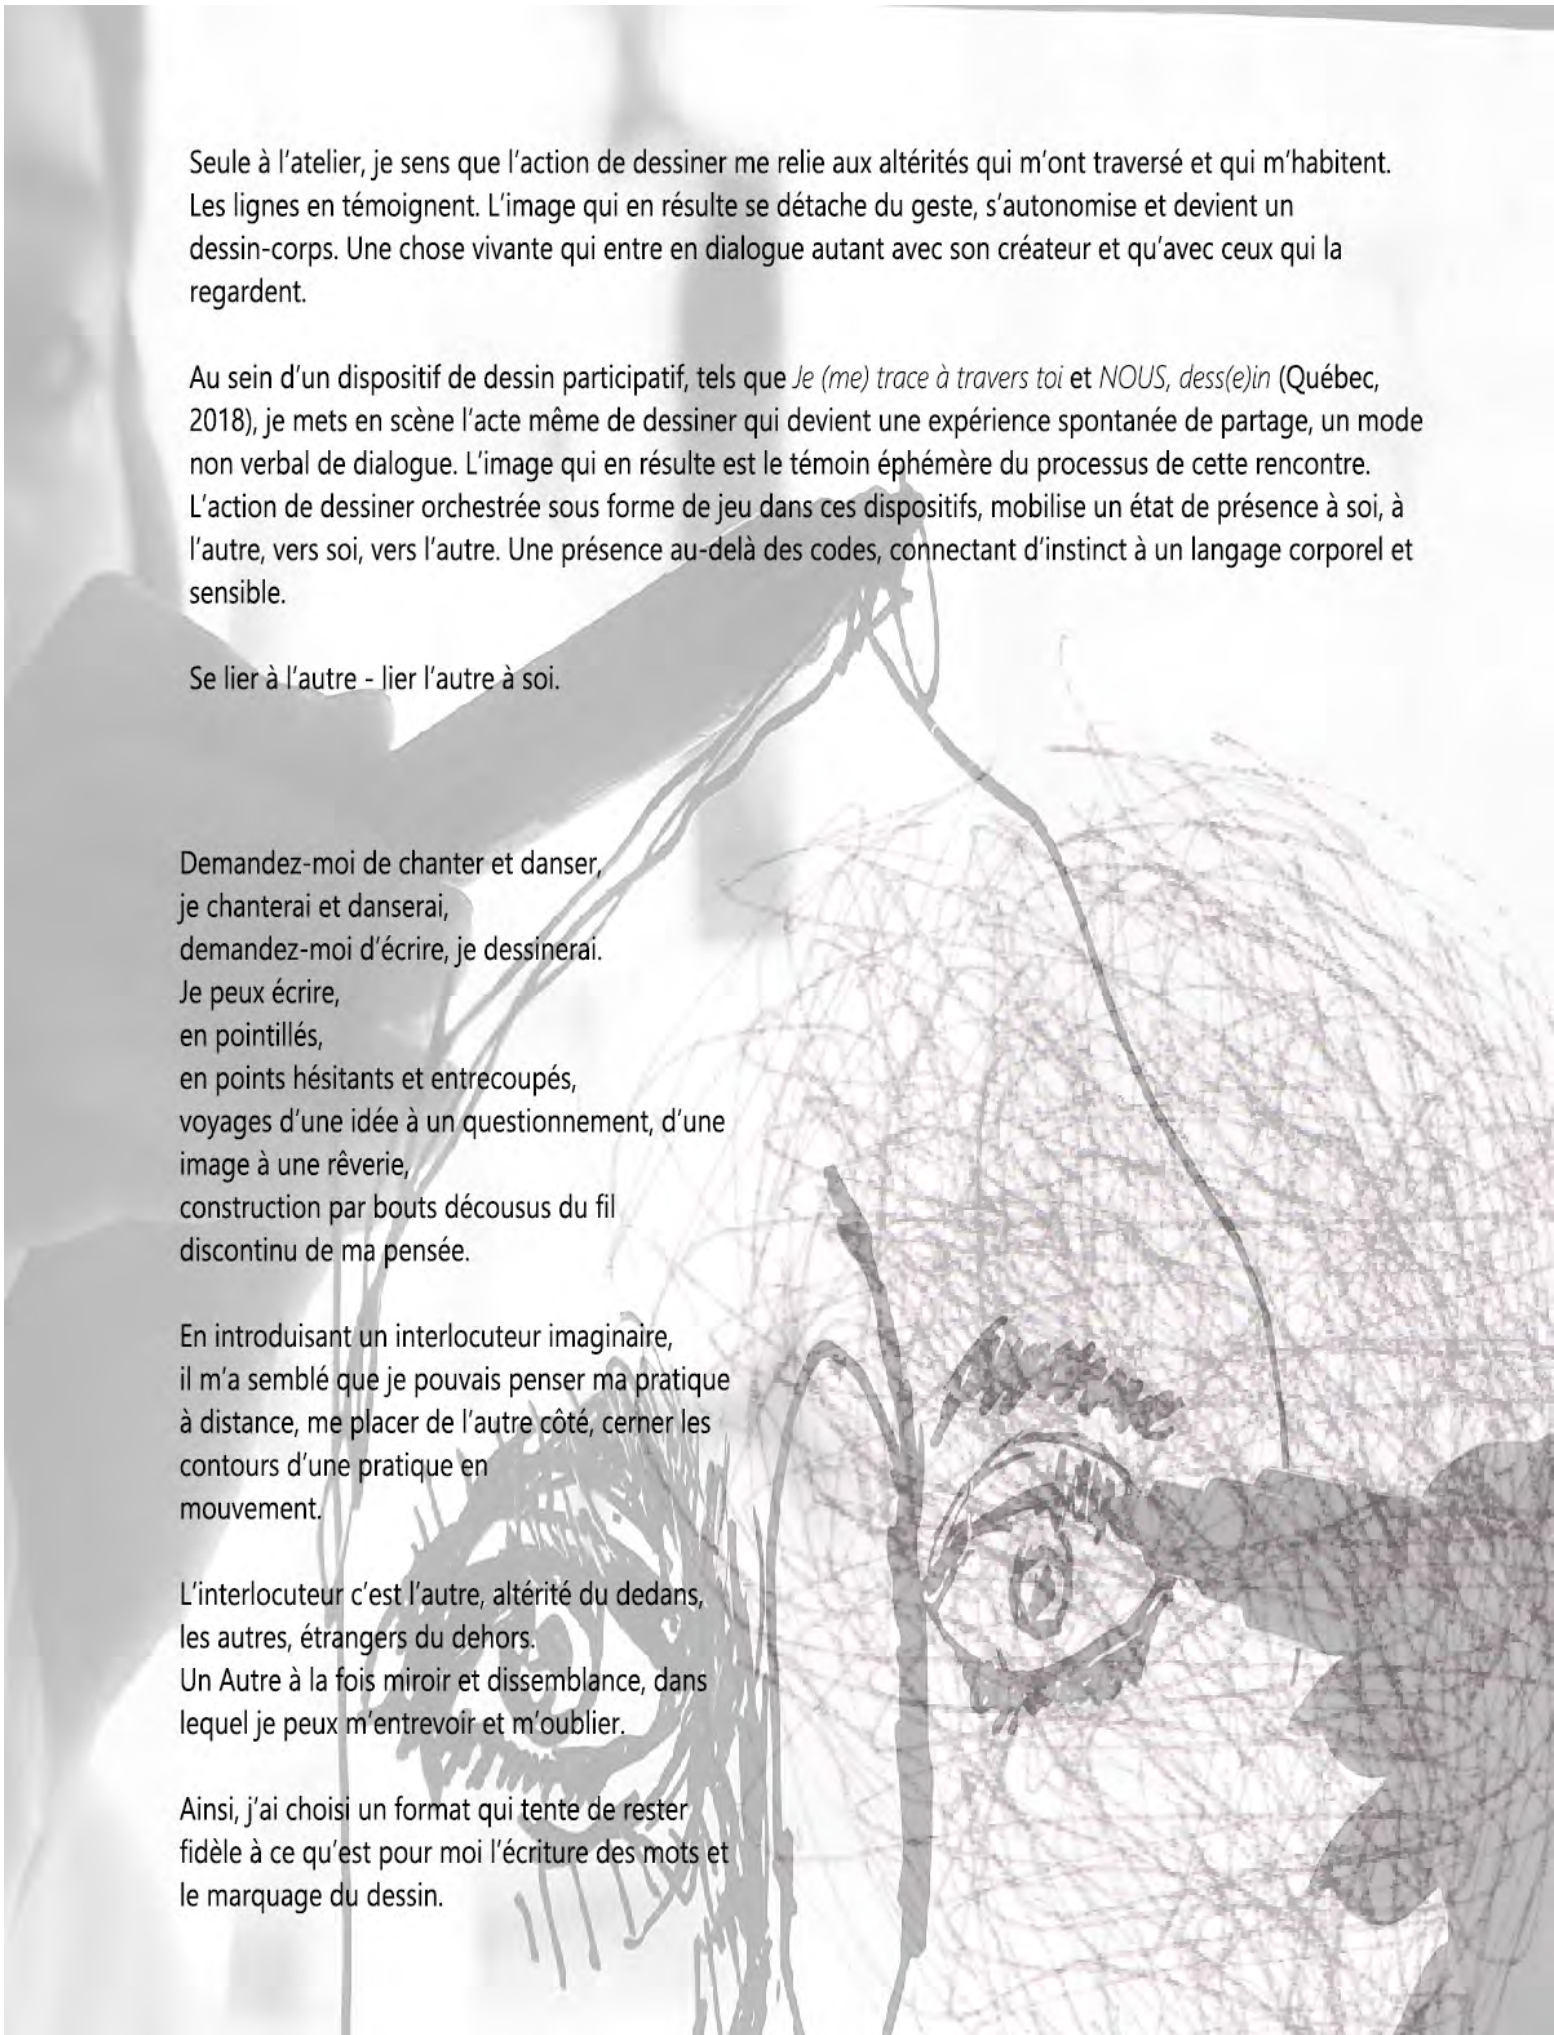 Seule à l'atelier, je sens que l'action de dessiner me relie aux altérités qui m'ont traversé et qui m'habitent.
Les lignes en témoignent. L'image qui en résulte se détache du geste, s'autonomise et devient un
dessin-corps. Une chose vivante qui entre en dialogue autant avec son créateur et qu'avec ceux qui la
regardent.
Au sein d'un dispositif de dessin participatif, tels que Je (me) trace à travers toi et NOUS, dess(e)in (Québec,
2018), je mets en scène l'acte même de dessiner qui devient une expérience spontanée de partage, un mode
non verbal de dialogue. L'image qui en résulte est le témoin éphémère du processus de cette rencontre.
L'action de dessiner orchestrée sous forme de jeu dans ces dispositifs, mobilise un état de présence à soi, à
l'autre, vers soi, vers l'autre. Une présence au-delà des codes, connectant d'instinct à un langage corporel et
sensible.
Se lier à l'autre - lier l'autre à soi.
Demandez-moi de chanter et danser,
je chanterai et danserai,
demandez-moi d'écrire, je dessinerai.
Je peux écrire,
en pointillés,
en points hésitants et entrecoupés,
voyages d'une idée à un questionnement, d'une
image à une rêverie,
construction par bouts décousus du fil
discontinu de ma pensée.
En introduisant un interlocuteur imaginaire,
il m'a semblé que je pouvais penser ma pratique
à distance, me placer de l'autre côté, cerner les
contours d'une pratique en
mouvement.
L'interlocuteur c'est l'autre, altérité du dedans,
les autres, étrangers du dehors.
Un Autre à la fois miroir et dissemblance, dans
lequel je peux m'entrevoir et m'oublier.
Ainsi, j'ai choisi un format qui tente de rester
fidèle à ce qu'est pour moi l'écriture des mots et
le marquage du dessin.